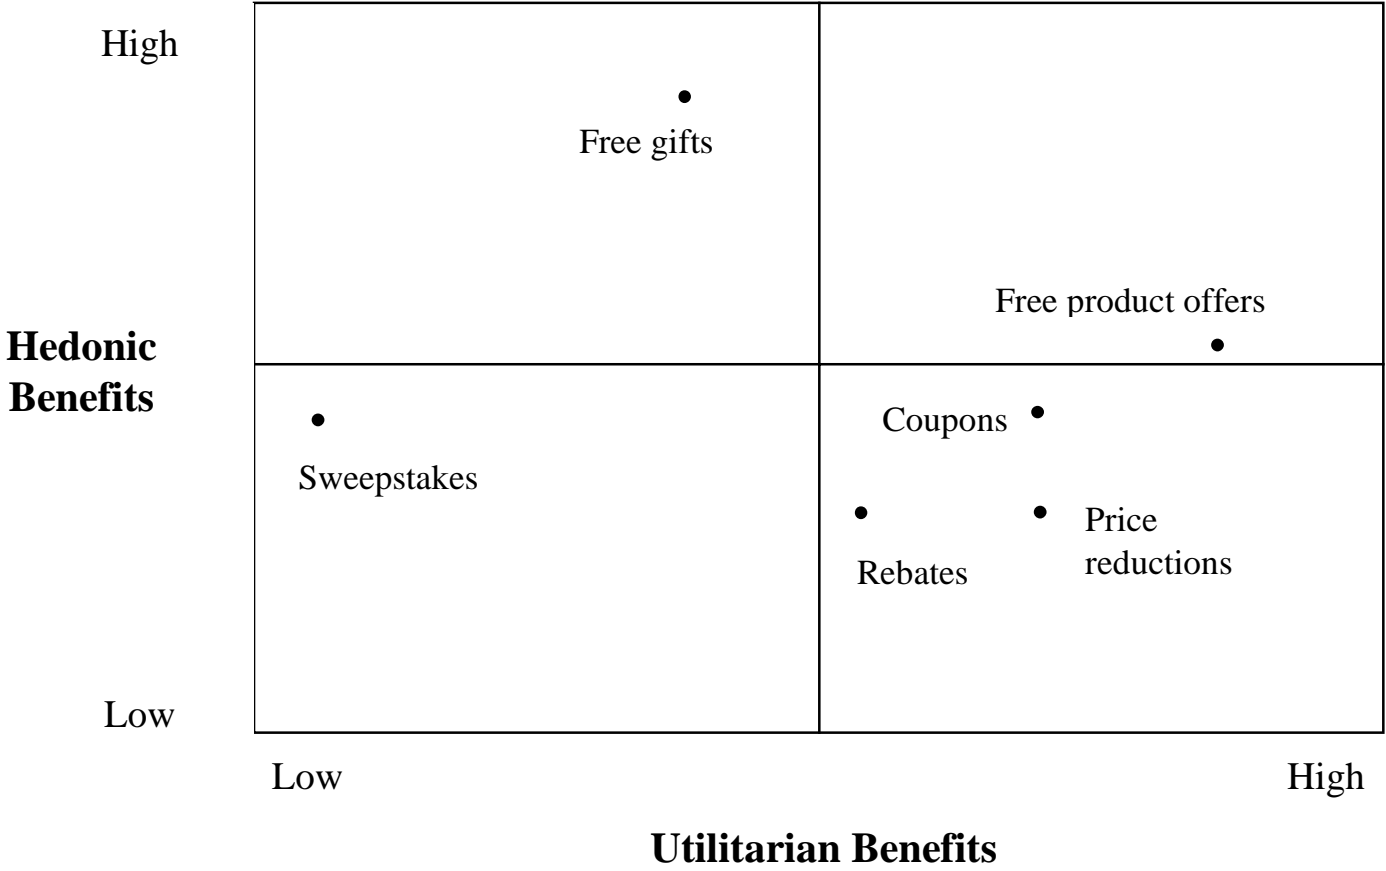 High
Free gifts
Free product offers
Hedonic
Benefits
Coupons
Sweepstakes
Price
reductions
Rebates
Low
Low
High
Utilitarian Benefits